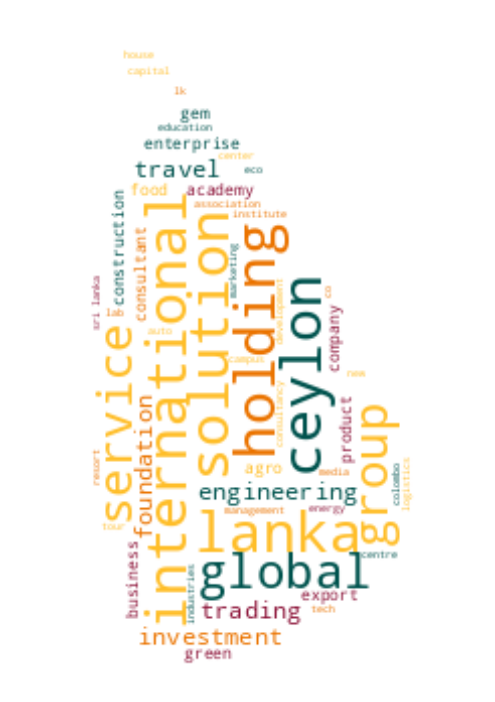 house
capital
lk
gem
education
enterprise
center
travel
eco
food
academy
association
institute
construction
consultant
international
solution
holding
marketing
sri lanka
lab
development
co
ceylon
company
auto
service
campus
new
foundation
consultancy
product
group
resort
agro
media
colombo
logistics
engineering
tour
management
energy
lanka
business
centre
industries
global
export
trading
tech
investment
green